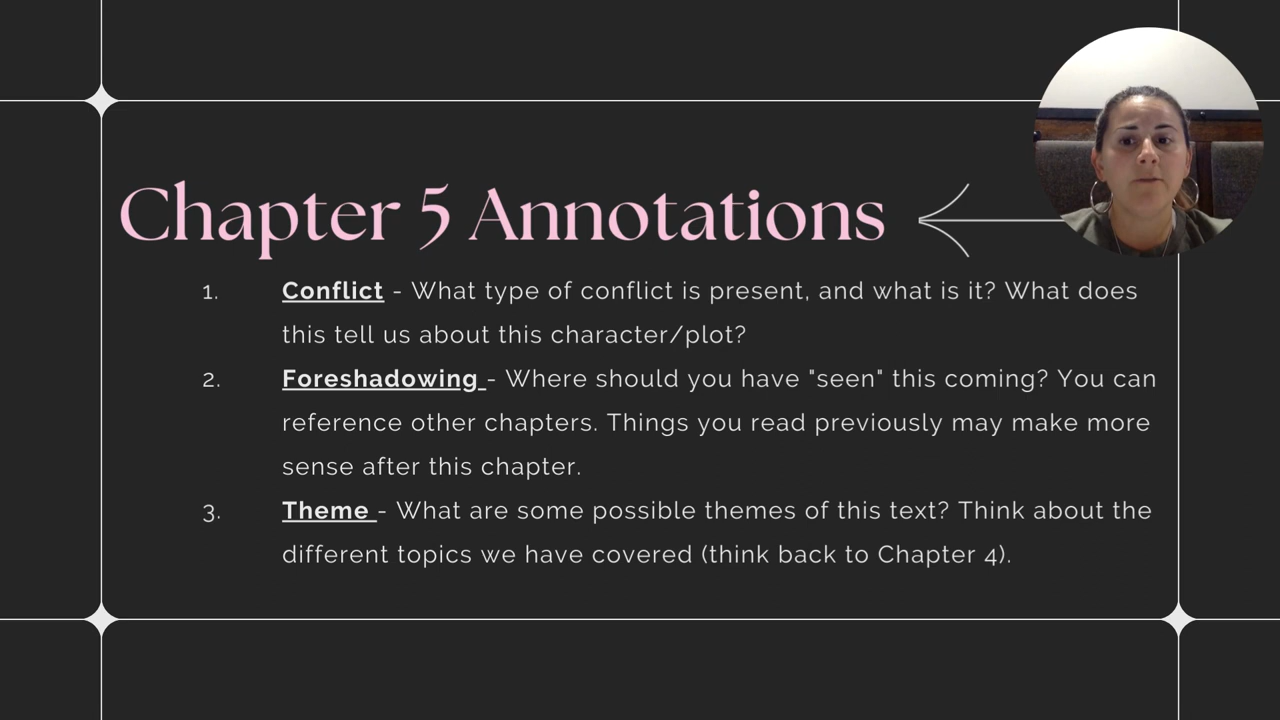 Chapter 5 Annotations
1. Conflict - What type of conflict is present, and what is it? What does
this tell us about this character/plot?
2. Foreshadowing - Where should you have "seen" this coming? You can
reference other chapters. Things you read previously may make more
sense after this chapter.
3. Theme - What are some possible themes of this text? Think about the
different topics we have covered (think back to Chapter 4).